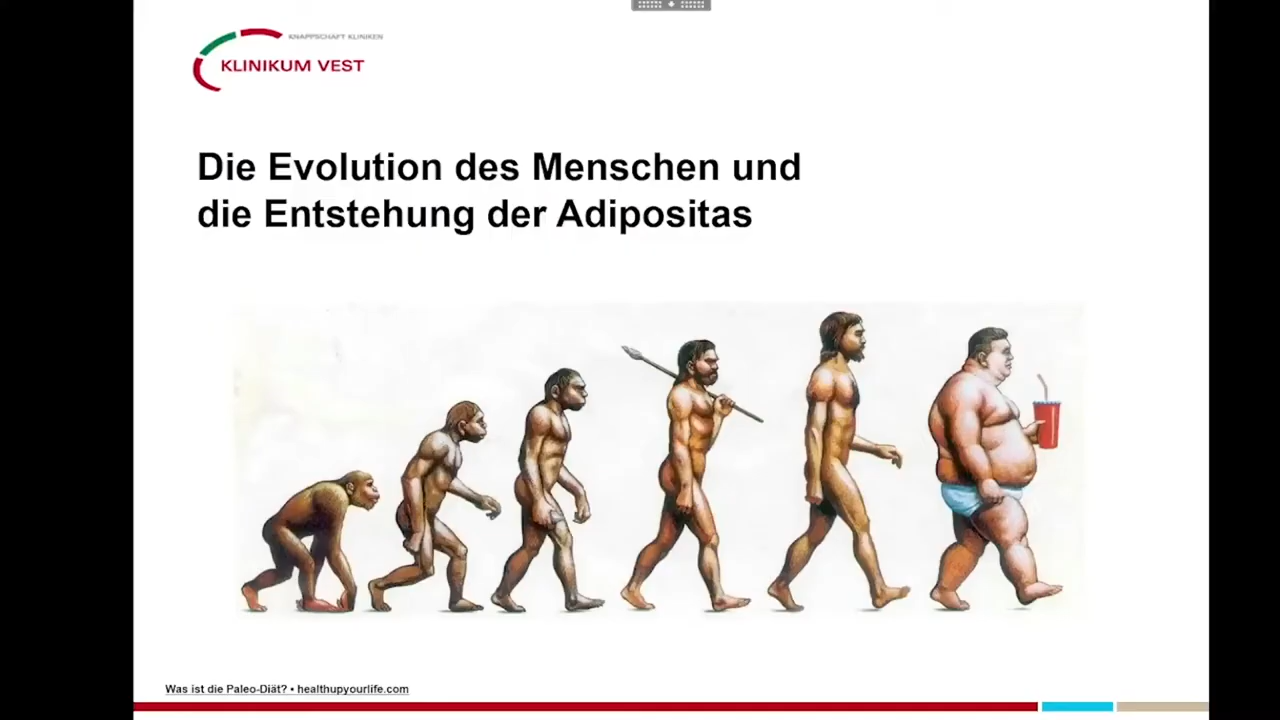 KNAPPSCHAFT KLINIKEN
KLINIKUM VEST
Die Evolution des Menschen und
die Entstehung der Adipositas
Was ist die Paleo-Diät? • healthupyourlife.com